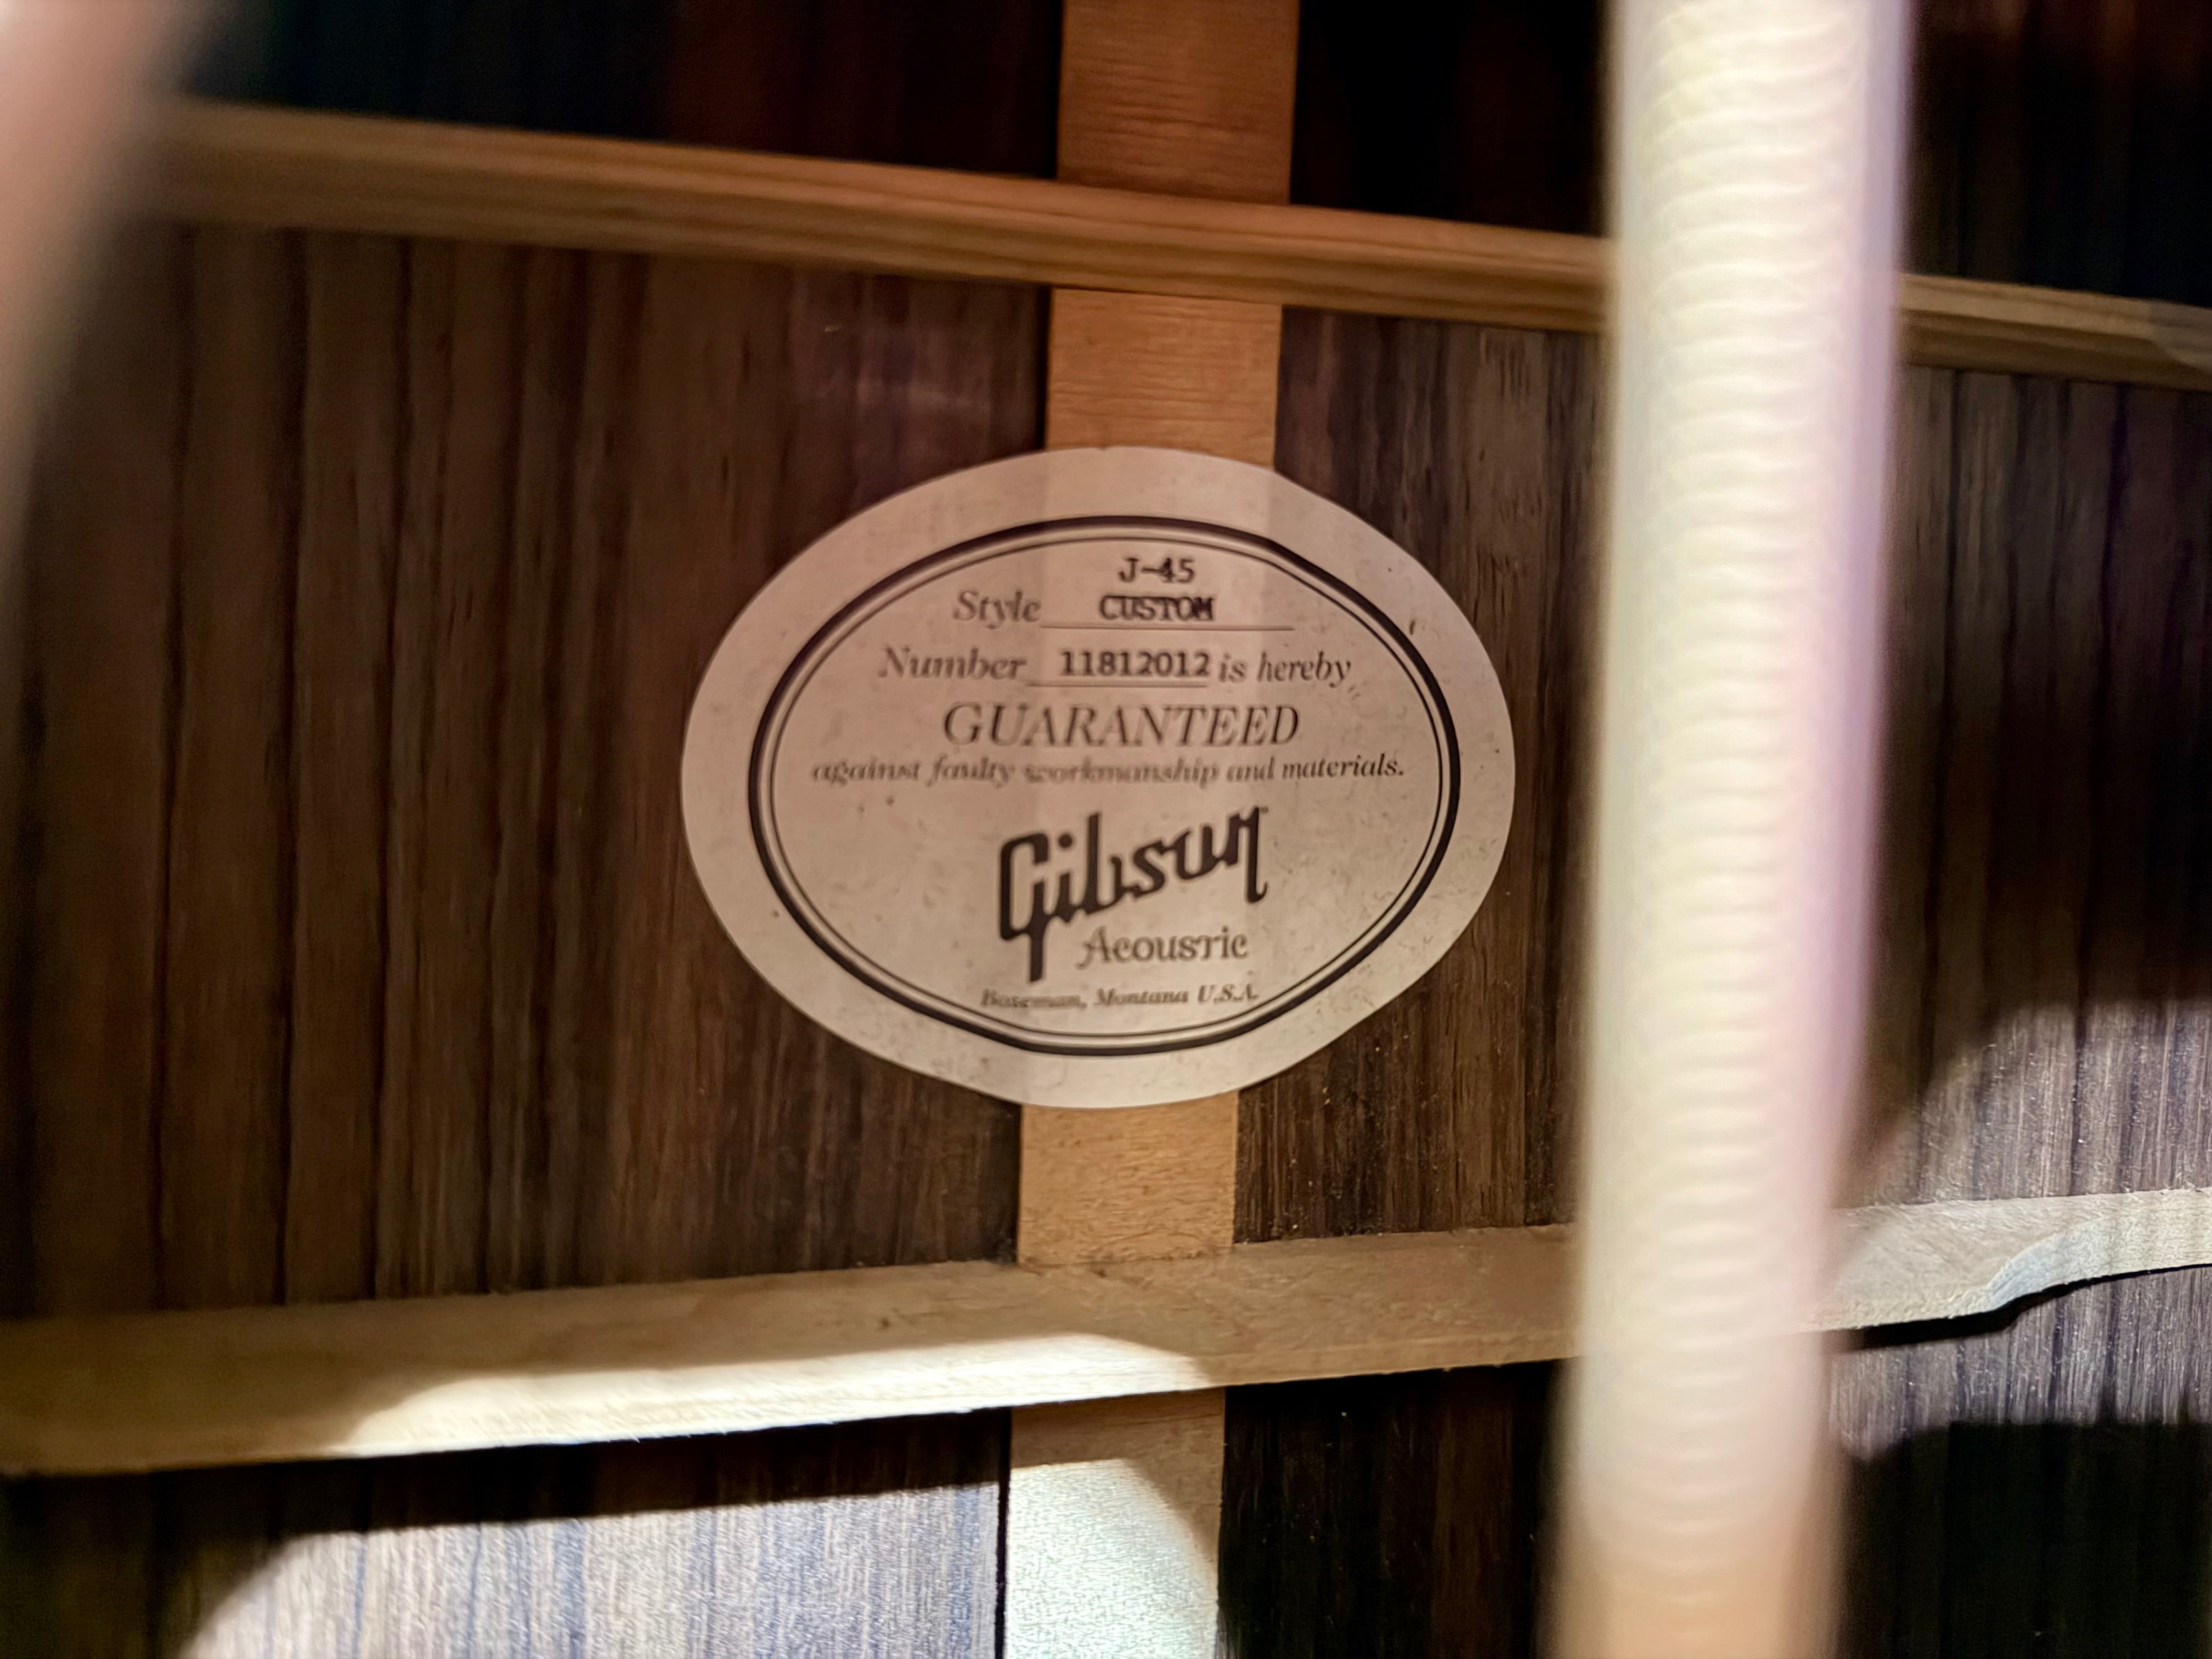 J-45
Style CUSTOM
Number 11812012 is hereby
GUARANTEED
against faulty workmanship and materials.
Gibson
Acoustic
Bozeman, Montana U.S.A.